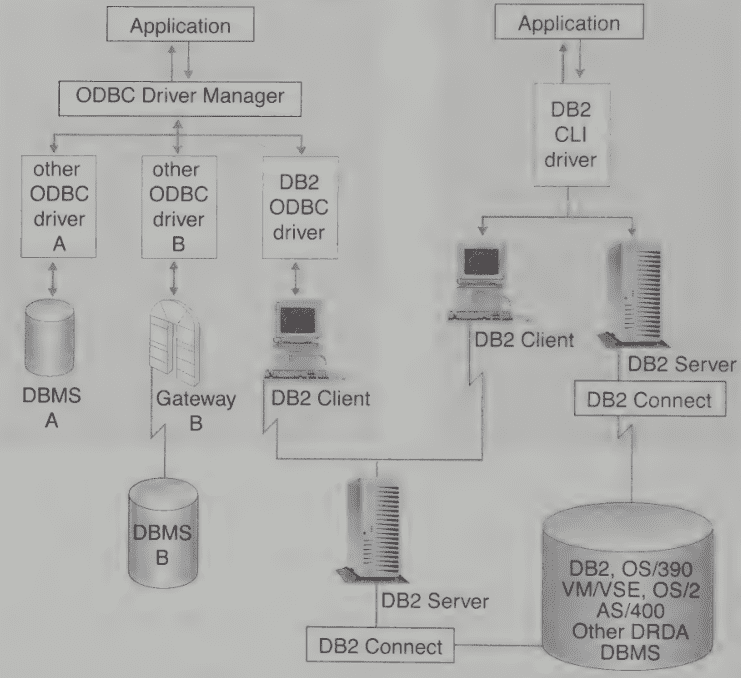 Application
ODBC Driver Manager
other
ODBC
driver
A
other
ODBC
driver
B
DB2
ODBC
driver
DBMS
A
Gateway
B
DB2 Client
DBMS
B
Application
DB2
CLI
driver
DB2 Client
DB2 Server
DB2 Connect
DB2 Server
DB2 Connect
DB2, OS/390
VM/VSE, OS/2
AS/400
Other DRDA
DBMS